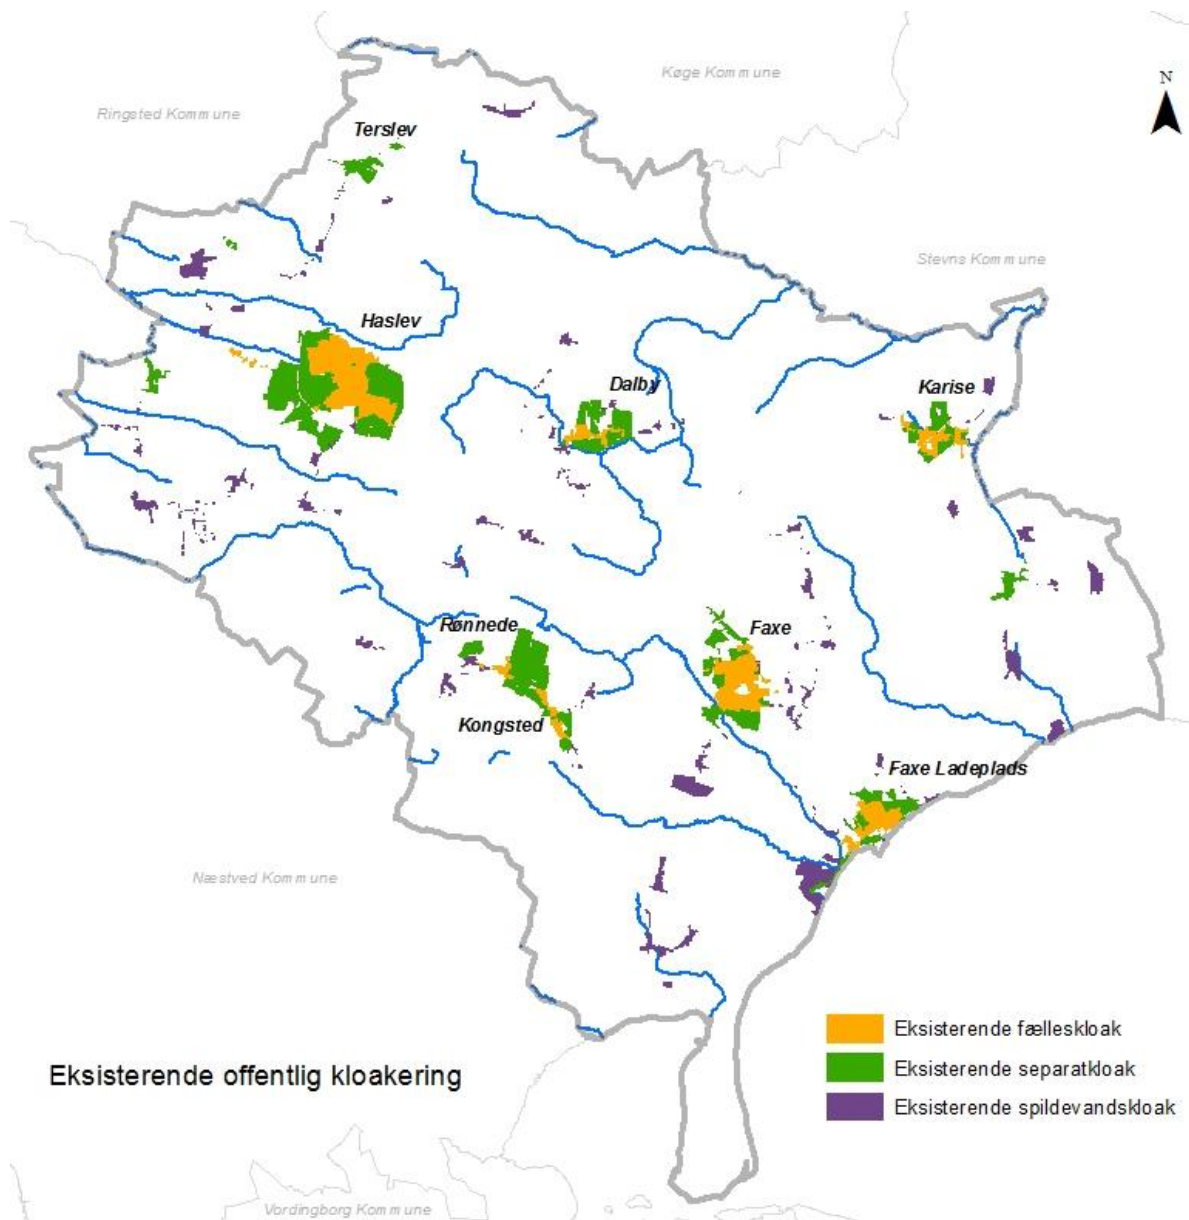 Køge Kommune
N
Ringsted Kommune
Terslev
Stevns Kommune
Haslev
Dalby
Karise
Rønnede
Faxe
Kongsted
Faxe Ladeplads
Næstved Kommune
Eksisterende fælleskloak
Eksisterende separatkloak
Eksisterende spildevandskloak
Eksisterende offentlig kloakering
Vordingborg Kommune